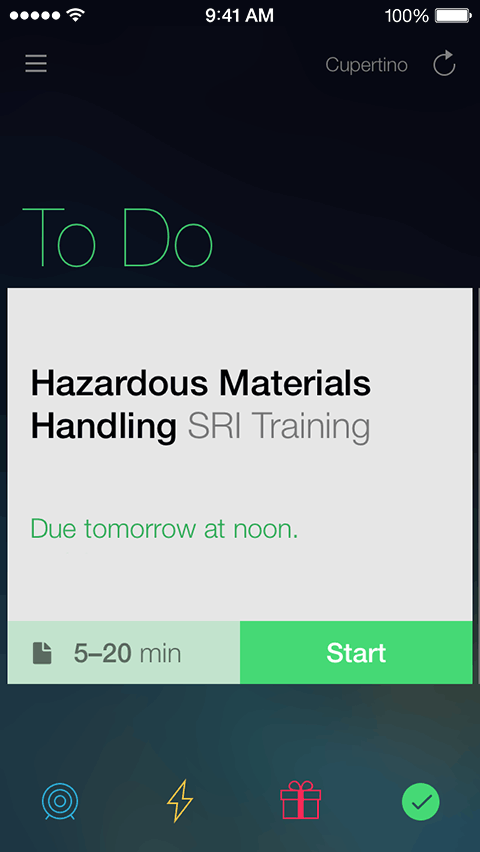 9:41 AM
100%
Cupertino
To Do
Hazardous Materials
Handling SRI Training
Due tomorrow at noon.
5–20 min
Start